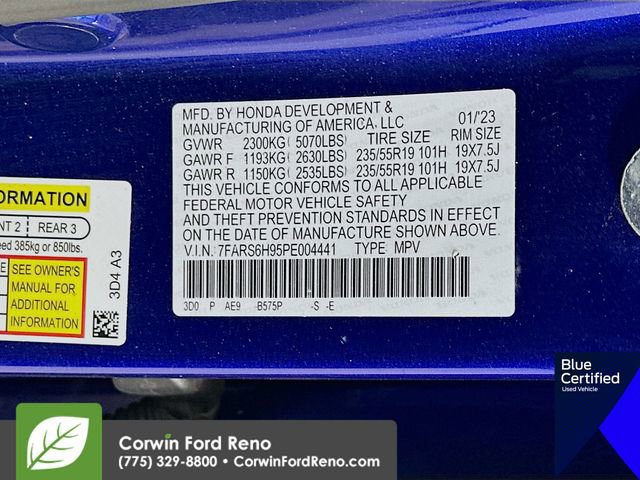 MFD. BY HONDA DEVELOPMENT &
MANUFACTURING OF AMERICA, LLC 01/'23
GVWR 2300KG( 5070LBS) TIRE SIZE RIM SIZE
GAWR F 1193KG( 2630LBS) 235/55R19 101H 19X7.5J
GAWR R 1150KG( 2535LBS) 235/55R19 101H 19X7.5J
THIS VEHICLE CONFORMS TO ALL APPLICABLE
FEDERAL MOTOR VEHICLE SAFETY
AND THEFT PREVENTION STANDARDS IN EFFECT
ON THE DATE OF MANUFACTURE SHOWN ABOVE.
V.I.N.: 7FARS6H95PE004441 TYPE: MPV
3D0 P AE9 B575P -S -E
ORMATION
NT 2 REAR 3
eed 385kg or 850lbs.
SEE OWNER'S
MANUAL FOR
ADDITIONAL
INFORMATION
3D4 A3
Blue
Certified
Used Vehicle
Corwin Ford Reno
(775) 329-8800 • CorwinFordReno.com